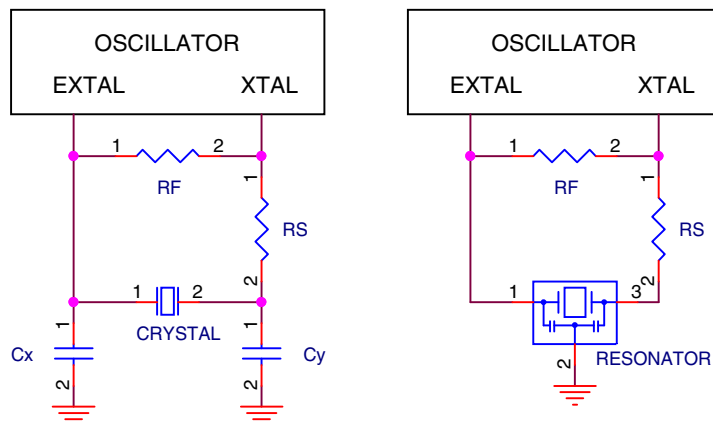 OSCILLATOR
EXTAL XTAL
1 2
RF
1
RS
2
1 2
CRYSTAL
1 1
Cx Cy
2 2
OSCILLATOR
EXTAL XTAL
1 2
RF
1
RS
2
1 3
2
RESONATOR